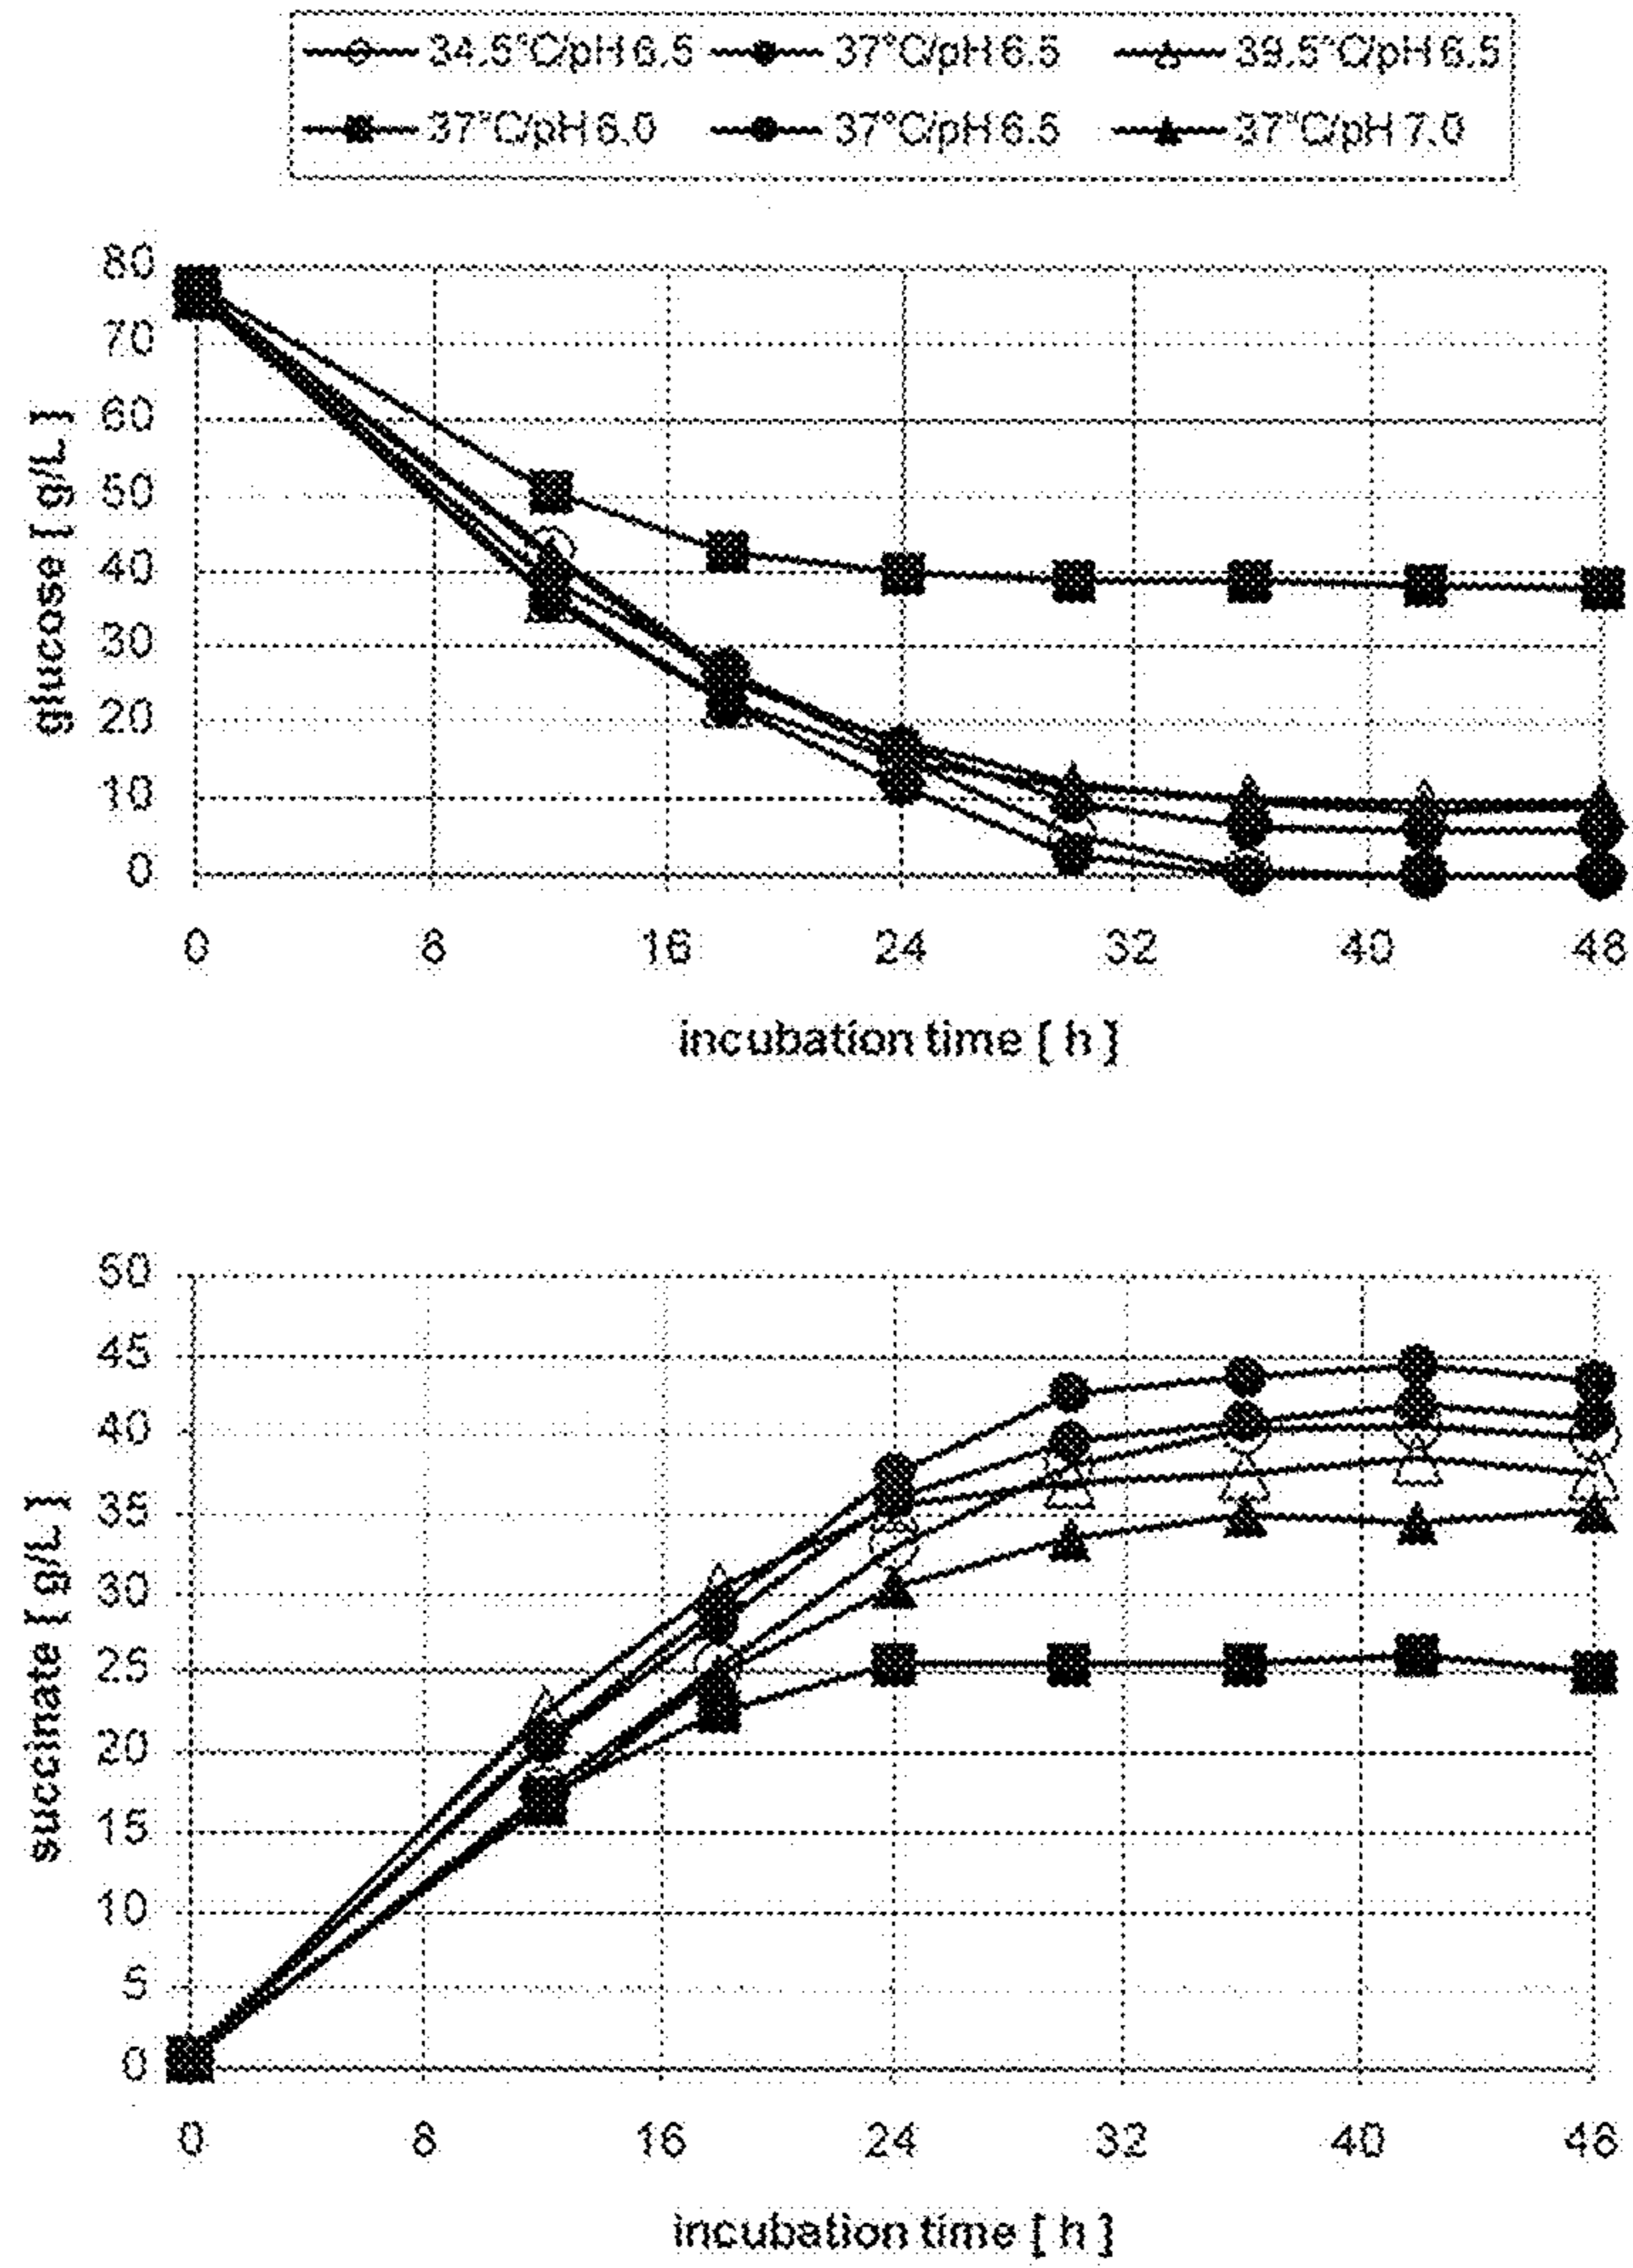 34.5°C/pH 6.5 37°C/pH 6.5 39.5°C/pH 6.5
37°C/pH 6.0 37°C/pH 6.5 37°C/pH 7.0
80
70
60
50
40
30
20
10
0
glucose [ g/L ]
0 8 16 24 32 40 48
incubation time [ h ]
50
45
40
35
30
25
20
15
10
5
0
succinate [ g/L ]
0 8 16 24 32 40 48
incubation time [ h ]